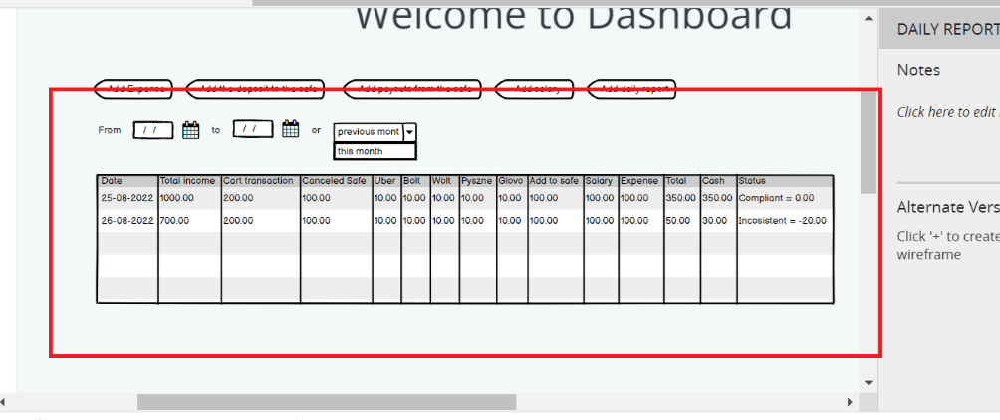 Welcome to Dashboard
DAILY REPORT
Notes
Click here to edit
Add Expense Add the deposit to the safe Add payouts from the safe Add salary Add daily report
From / / to / / or previous mont
this month
Date Total income Cart transaction Canceled Safe Uber Bolt Wolt Pyszne Glovo Add to safe Salary Expense Total Cash Status
25-08-2022 1000.00 200.00 100.00 10.00 10.00 10.00 10.00 10.00 100.00 100.00 100.00 350.00 350.00 Compliant = 0.00
26-08-2022 700.00 200.00 100.00 10.00 10.00 10.00 10.00 10.00 100.00 100.00 100.00 50.00 30.00 Incosistent = -20.00
Alternate Vers
Click '+' to create
wireframe